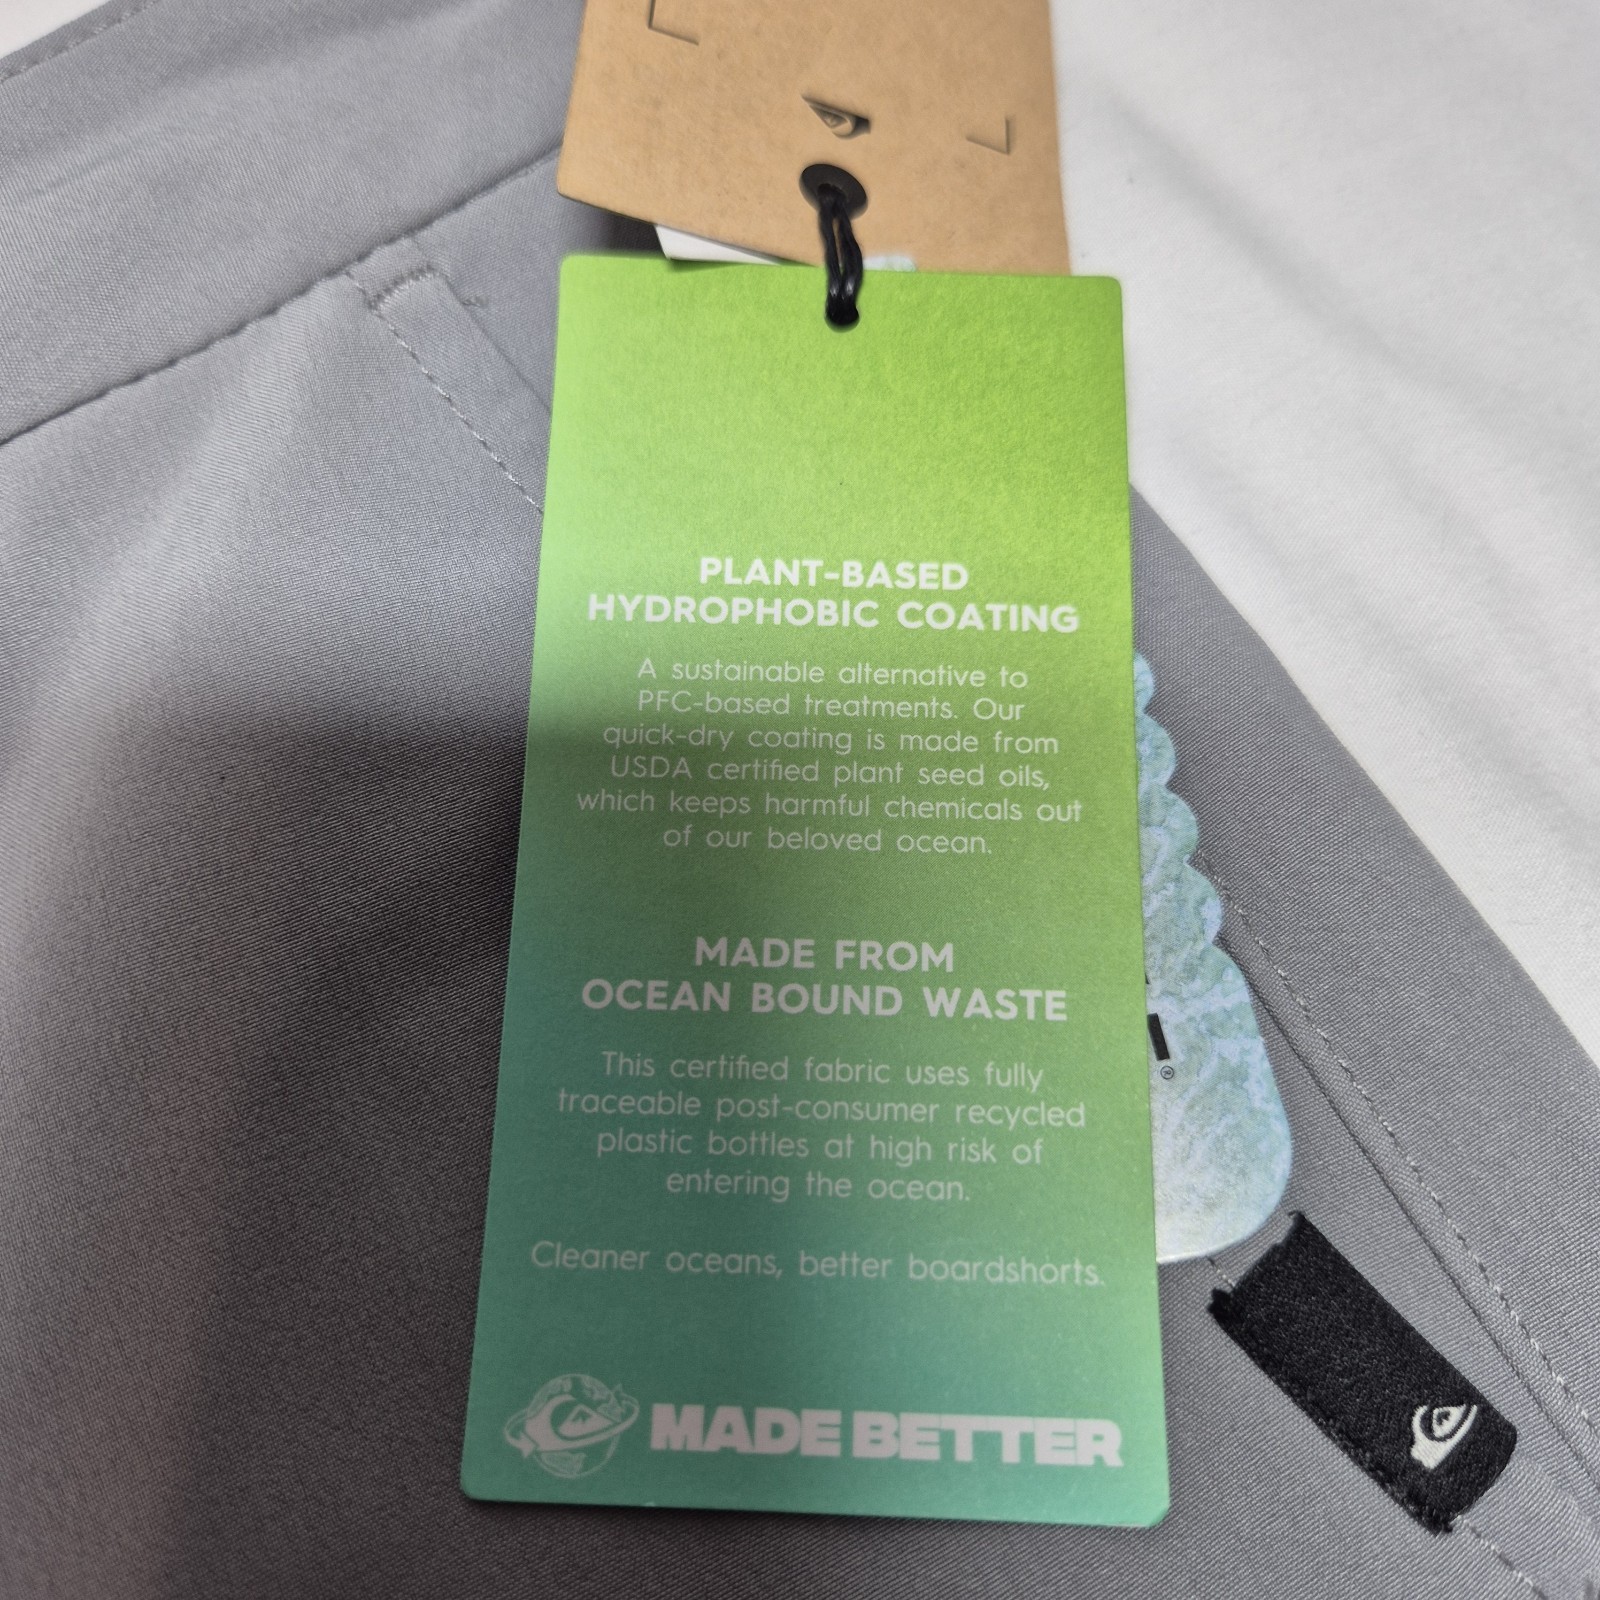 PLANT-BASED
HYDROPHOBIC COATING
A sustainable alternative to
PFC-based treatments. Our
quick-dry coating is made from
USDA certified plant seed oils,
which keeps harmful chemicals out
of our beloved ocean.
MADE FROM
OCEAN BOUND WASTE
This certified fabric uses fully
traceable post-consumer recycled
plastic bottles at high risk of
entering the ocean.
Cleaner oceans, better boardshorts.
MADE BETTER
®